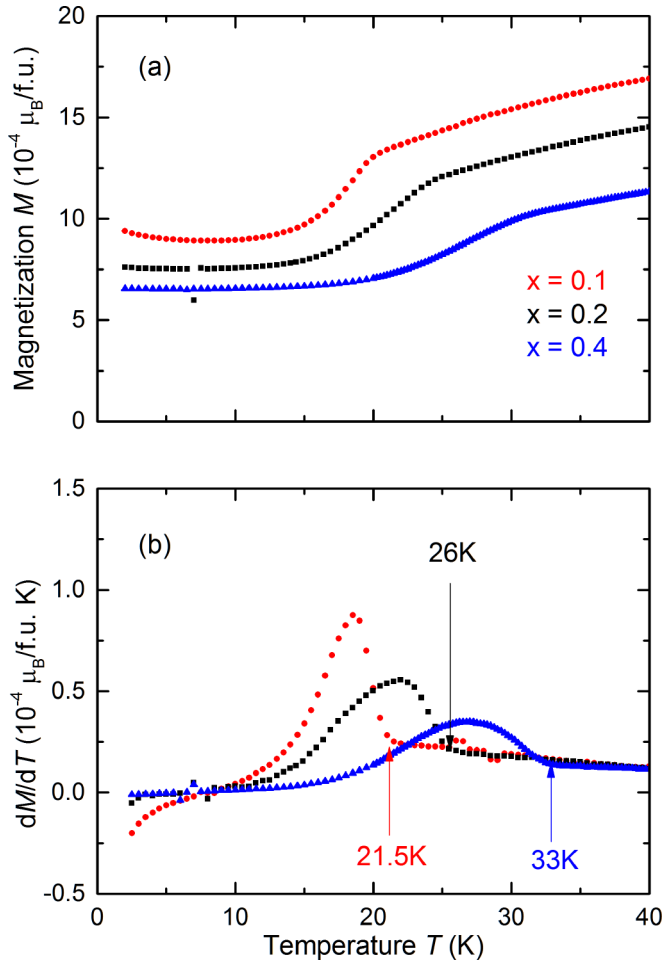 (a)
Magnetization M (10⁻⁴ μ_B/f.u.)
20
15
10
5
0
x = 0.1
x = 0.2
x = 0.4
(b)
dM/dT (10⁻⁴ μ_B/f.u. K)
1.5
1.0
0.5
0.0
-0.5
26K
21.5K
33K
0 10 20 30 40
Temperature T (K)